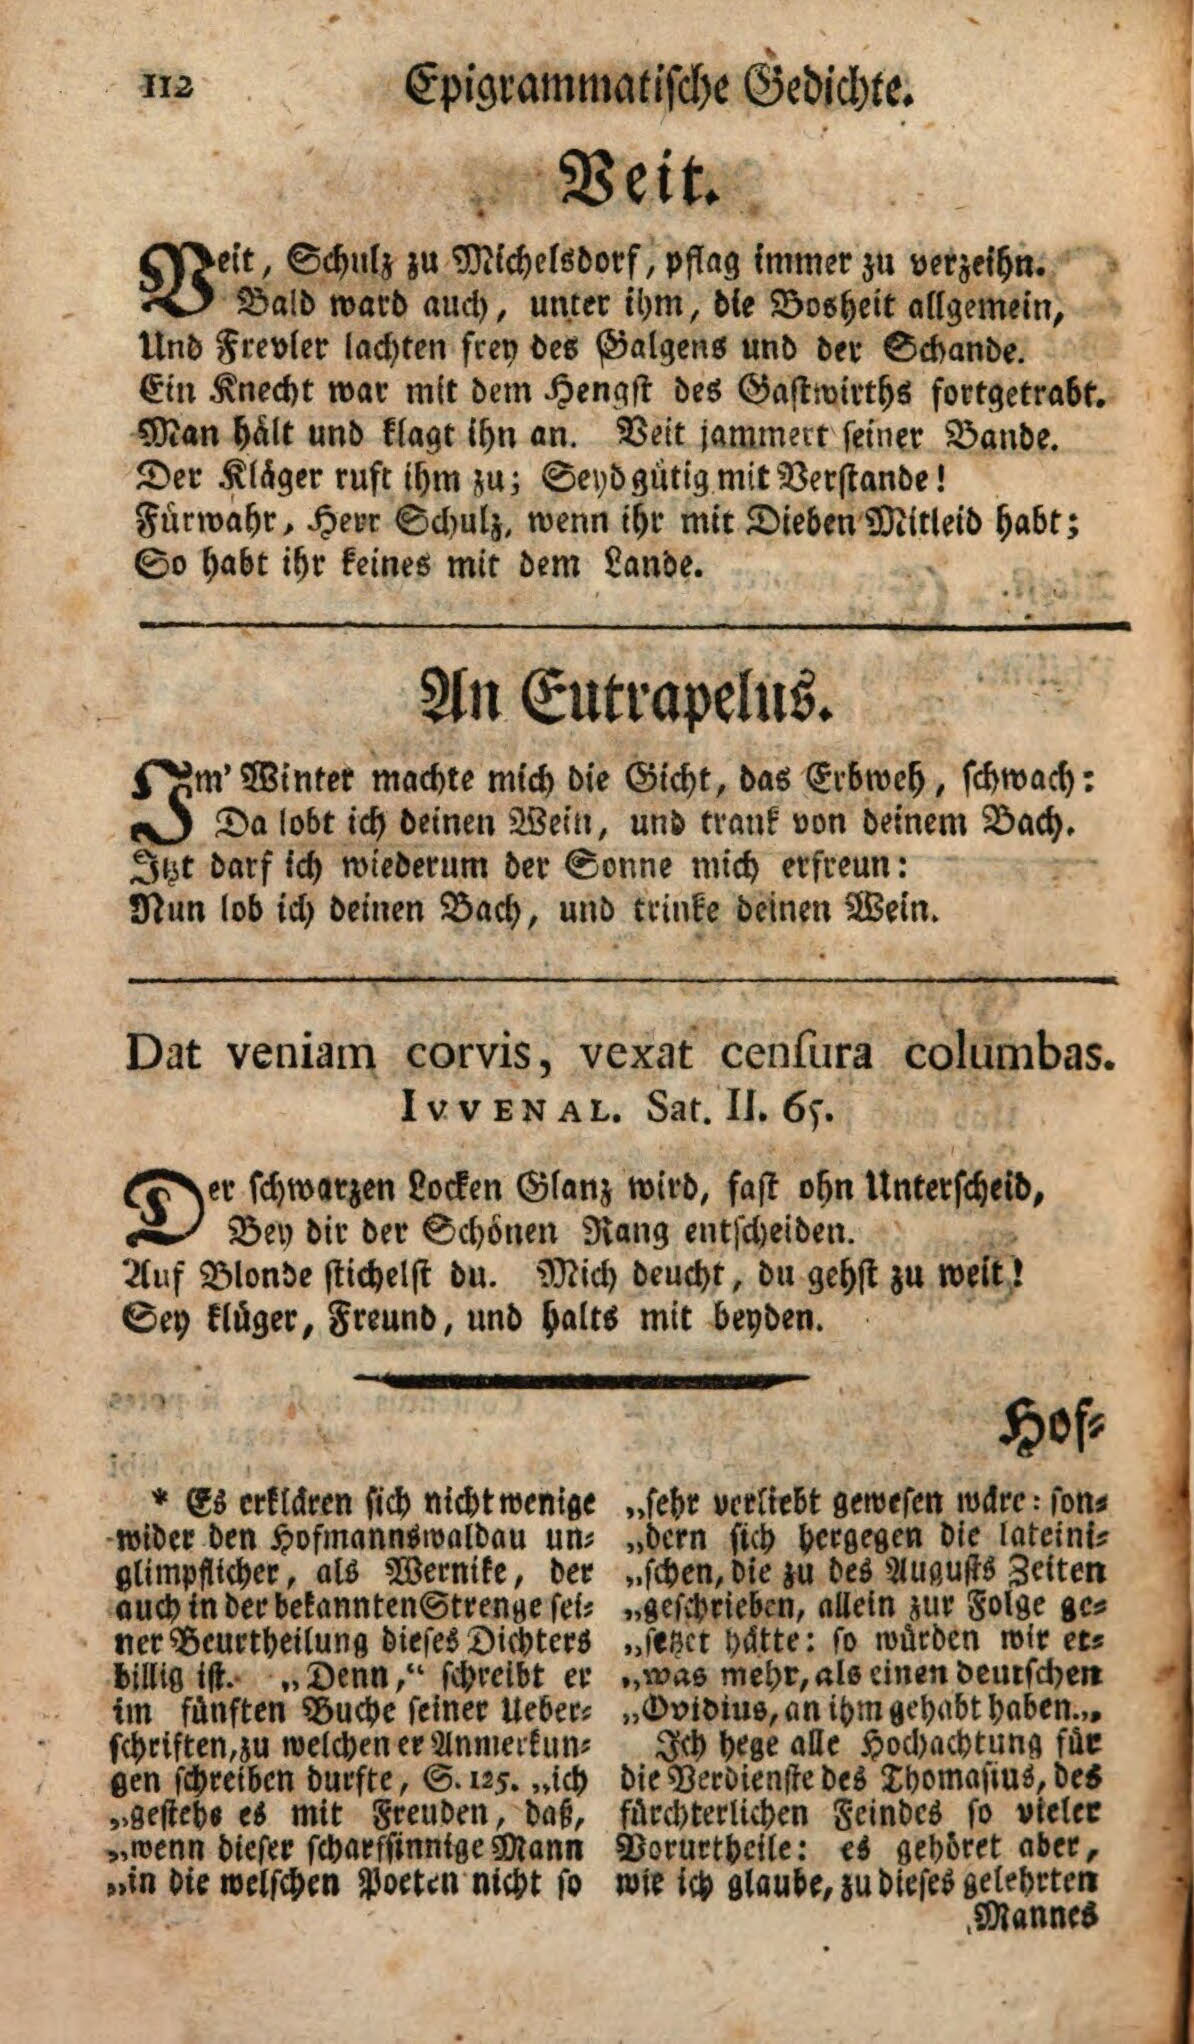 112 Epigrammatische Gedichte.
Veit.
Veit, Schulz zu Michelsdorf, pflag immer zu verzeihn.
Bald ward auch, unter ihm, die Bosheit allgemein,
Und Frevler lachten frey des Galgens und der Schande.
Ein Knecht war mit dem Hengst des Gastwirths fortgetrabt.
Man hält und klagt ihn an. Veit jammert seiner Bande.
Der Kläger ruft ihm zu; Seyd gütig mit Verstande!
Fürwahr, Herr Schulz, wenn ihr mit Dieben Mitleid habt;
So habt ihr keines mit dem Lande.
An Eutrapelus.
Im' Winter machte mich die Gicht, das Erbweh, schwach:
Da lobt ich deinen Wein, und trank von deinem Bach.
Itzt darf ich wiederum der Sonne mich erfreun:
Nun lob ich deinen Bach, und trinke deinen Wein.
Dat veniam corvis, vexat censura columbas.
IVVENAL. Sat. II. 65.
Der schwarzen Locken Glanz wird, fast ohn Unterscheid,
Bey dir der Schönen Rang entscheiden.
Auf Blonde stichelst du. Mich deucht, du gehst zu weit!
Sey klüger, Freund, und halts mit beyden.
Hof-
* Es erklären sich nicht wenige
wider den Hofmannswaldau un-
glimpflicher, als Wernike, der
auch in der bekannten Strenge sei-
ner Beurtheilung dieses Dichters
billig ist. „Denn,“ schreibt er
im fünften Buche seiner Ueber-
schriften, zu welchen er Anmerkun-
gen schreiben durfte, S. 125. „ich
„gestehe es mit Freuden, daß,
„wenn dieser scharfsinnige Mann
„in die welschen Poeten nicht so
„sehr verliebt gewesen wäre: son-
„dern sich hergegen die lateini-
„schen, die zu des Augusts Zeiten
„geschrieben, allein zur Folge ge-
„setzet hätte: so würden wir et-
„was mehr, als einen deutschen
„Ovidius, an ihm gehabt haben.„
Ich hege alle Hochachtung für
die Verdienste des Thomasius, des
fürchterlichen Feindes so vieler
Vorurtheile: es gehöret aber,
wie ich glaube, zu dieses gelehrten
Mannes